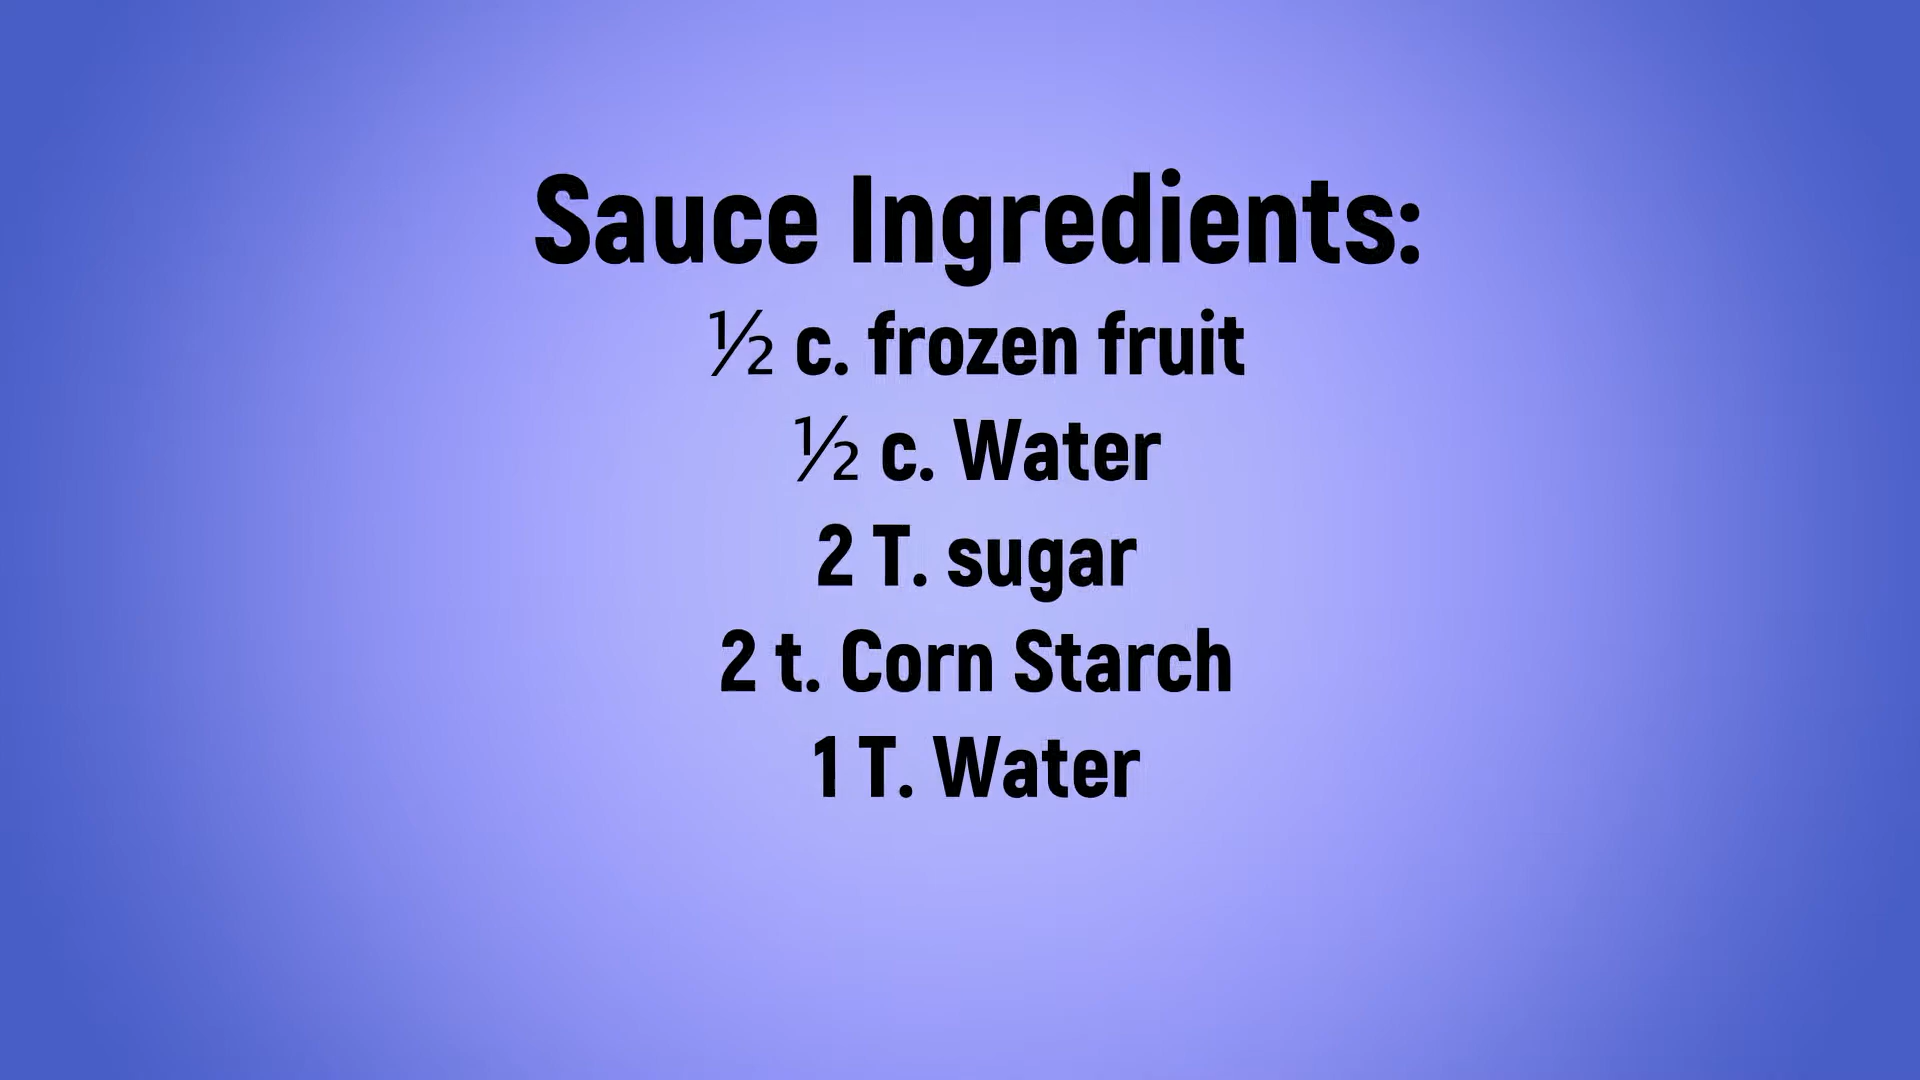 Sauce Ingredients:
½ c. frozen fruit
½ c. Water
2 T. sugar
2 t. Corn Starch
1 T. Water